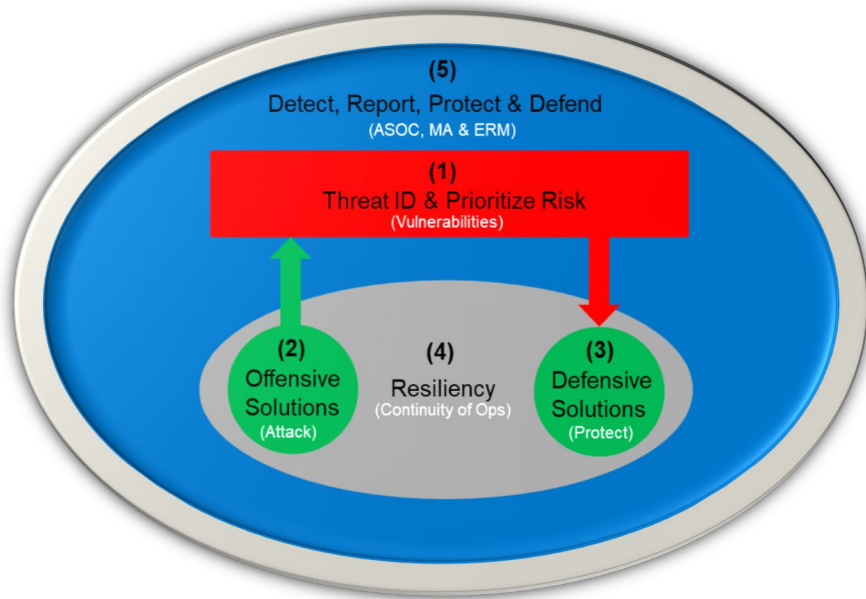 (5)
Detect, Report, Protect & Defend
(ASOC, MA & ERM)
(1)
Threat ID & Prioritize Risk
(Vulnerabilities)
(2)
Offensive
Solutions
(Attack)
(4)
Resiliency
(Continuity of Ops)
(3)
Defensive
Solutions
(Protect)